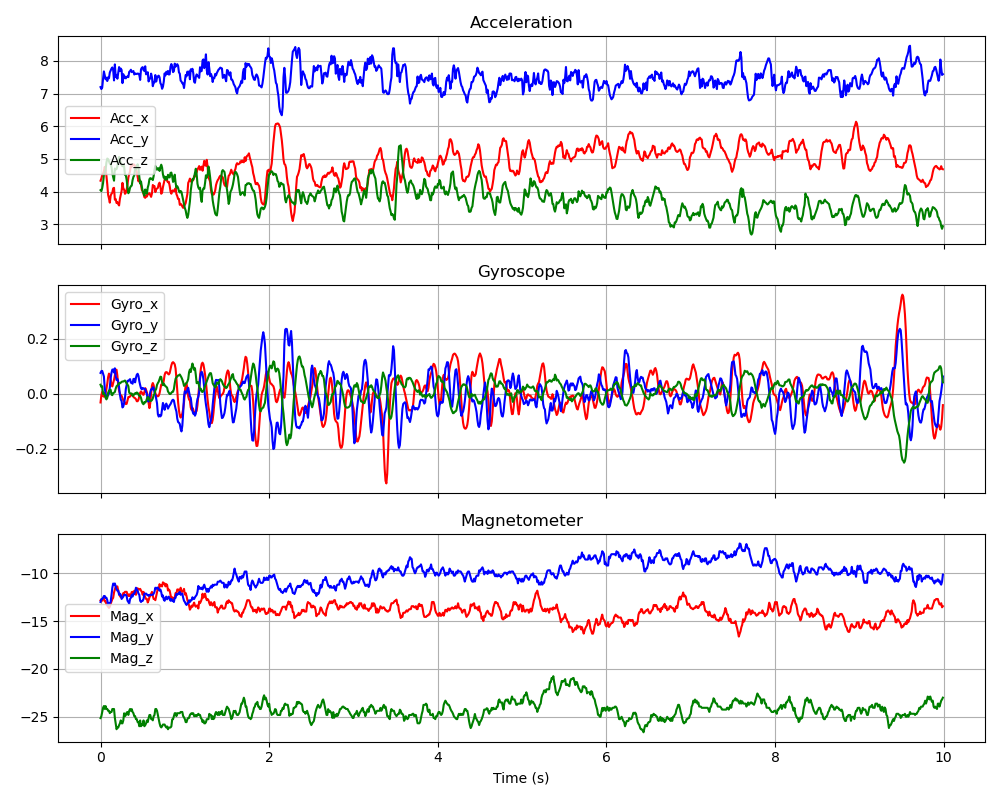 Acceleration
8
7
6
5
4
3
Acc_x
Acc_y
Acc_z
Gyroscope
0.2
0.0
−0.2
Gyro_x
Gyro_y
Gyro_z
Magnetometer
−10
−15
−20
−25
Mag_x
Mag_y
Mag_z
0 2 4 6 8 10
Time (s)